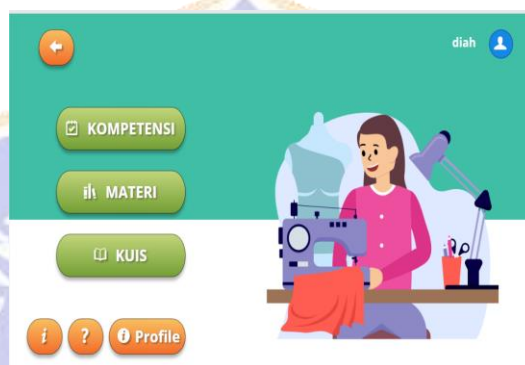 diah
KOMPETENSI
MATERI
KUIS
i ? i Profile